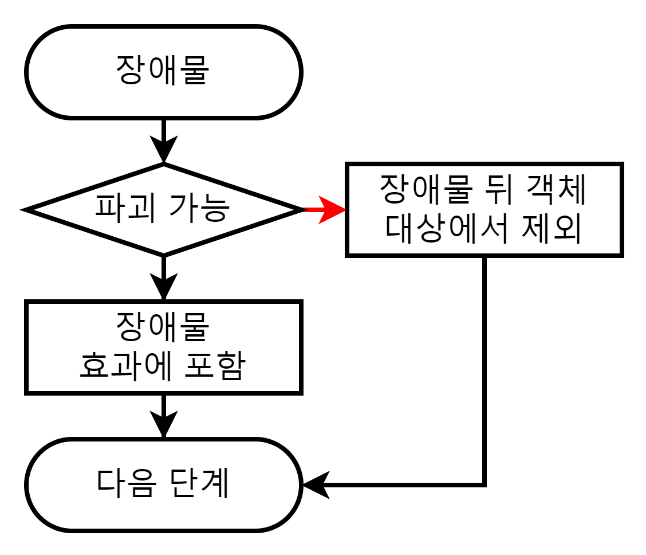 장애물
파괴 가능
장애물 뒤 객체
대상에서 제외
장애물
효과에 포함
다음 단계